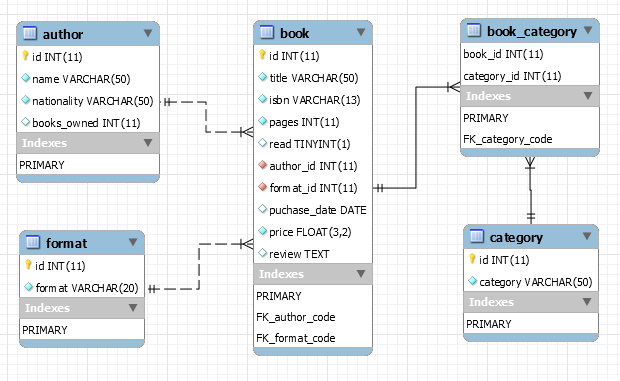 author
id INT(11)
name VARCHAR(50)
nationality VARCHAR(50)
books_owned INT(11)
Indexes
PRIMARY
format
id INT(11)
format VARCHAR(20)
Indexes
PRIMARY
book
id INT(11)
title VARCHAR(50)
isbn VARCHAR(13)
pages INT(11)
read TINYINT(1)
author_id INT(11)
format_id INT(11)
puchase_date DATE
price FLOAT(3,2)
review TEXT
Indexes
PRIMARY
FK_author_code
FK_format_code
book_category
book_id INT(11)
category_id INT(11)
Indexes
PRIMARY
FK_category_code
category
id INT(11)
category VARCHAR(50)
Indexes
PRIMARY